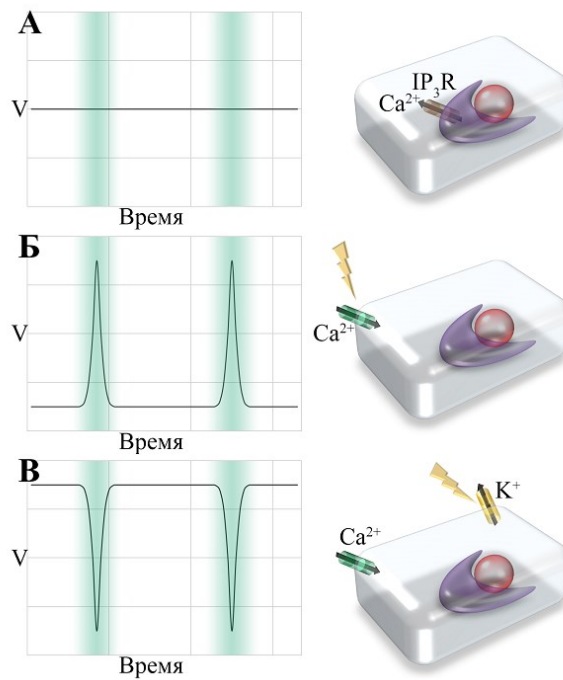 А
V
Время
IP₃R
Ca²⁺
Б
V
Время
Ca²⁺
В
V
Время
K⁺
Ca²⁺